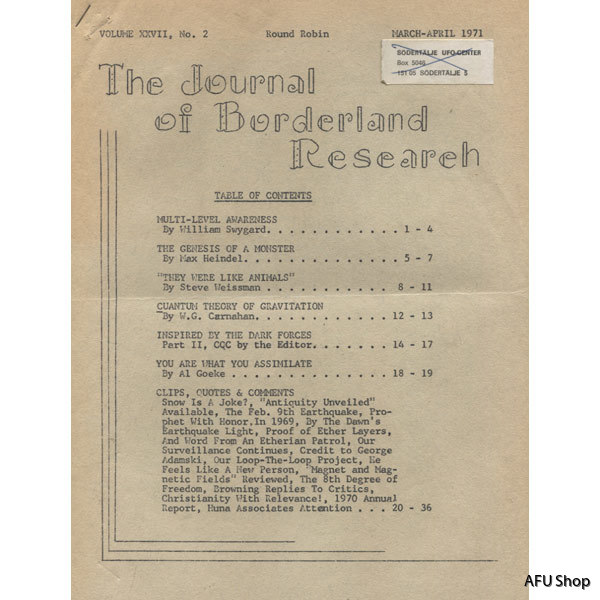 VOLUME XXVII, No. 2 Round Robin MARCH-APRIL 1971
SÖDERTÄLJE UFO-CENTER
Box 5046
151 05 SÖDERTÄLJE 5
The Journal
of Borderland
Research
TABLE OF CONTENTS
MULTI-LEVEL AWARENESS
By William Swygard. . . . . . . . . . . . 1 - 4
THE GENESIS OF A MONSTER
By Max Heindel. . . . . . . . . . . . . . 5 - 7
"THEY WERE LIKE ANIMALS"
By Steve Weissman . . . . . . . . . . . . 8 - 11
CUANTUM THEORY OF GRAVITATION
By W.G. Carnahan. . . . . . . . . . . . 12 - 13
INSPIRED BY THE DARK FORCES
Part II, CQC by the Editor. . . . . . . 14 - 17
YOU ARE WHAT YOU ASSIMILATE
By Al Goeke . . . . . . . . . . . . . . 18 - 19
CLIPS, QUOTES & COMMENTS
Snow Is A Joke?, "Antiquity Unveiled"
Available, The Feb. 9th Earthquake, Pro-
phet With Honor,In 1969, By The Dawn's
Earthquake Light, Proof of Ether Layers,
And Word From An Etherian Patrol, Our
Surveillance Continues, Credit to George
Adamski, Our Loop-The-Loop Project, He
Feels Like A New Person, "Magnet and Mag-
netic Fields" Reviewed, The 8th Degree of
Freedom, Browning Replies To Critics,
Christianity With Relevance!, 1970 Annual
Report, Huna Associates Attention . . . 20 - 36
AFU Shop